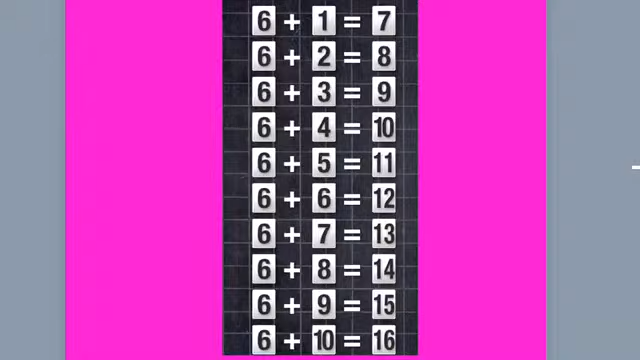 6 + 1 = 7
6 + 2 = 8
6 + 3 = 9
6 + 4 = 10
6 + 5 = 11
6 + 6 = 12
6 + 7 = 13
6 + 8 = 14
6 + 9 = 15
6 + 10 = 16